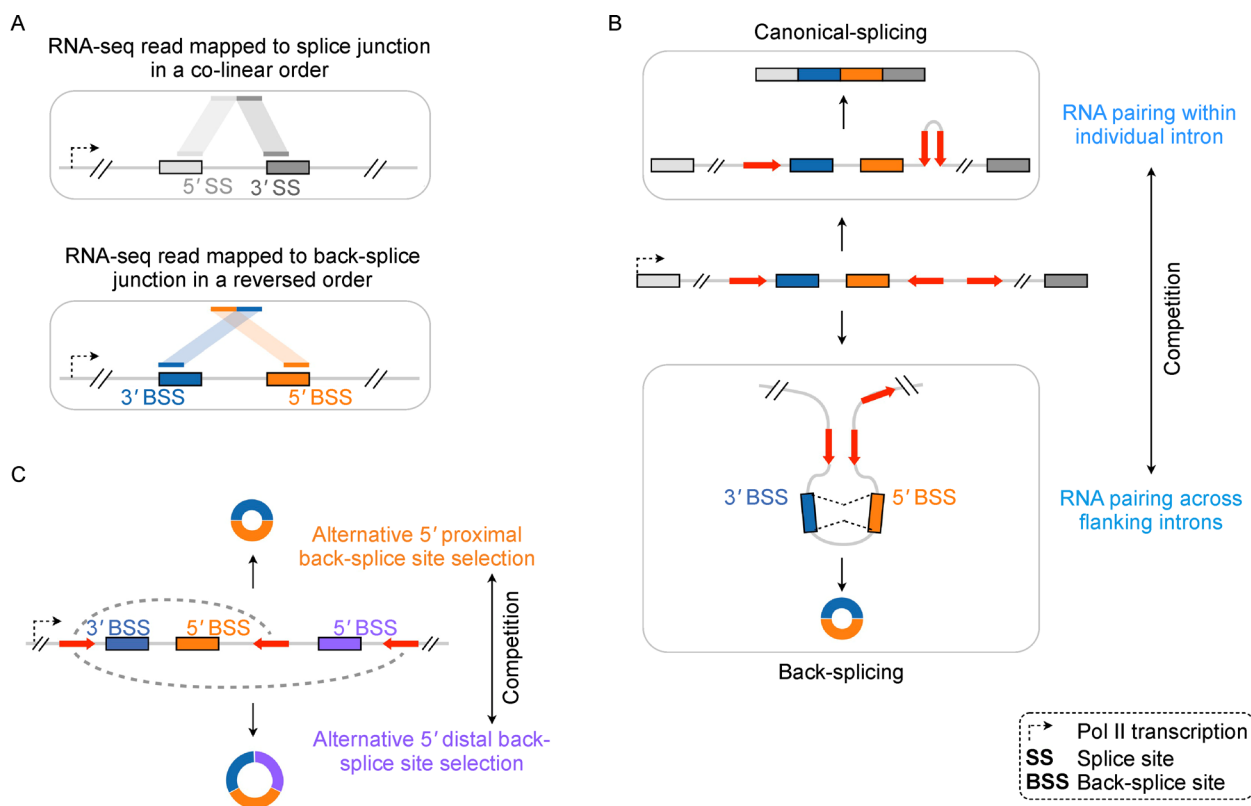 A
RNA-seq read mapped to splice junction
in a co-linear order
5′ SS
3′ SS
RNA-seq read mapped to back-splice
junction in a reversed order
3′ BSS
5′ BSS
B
Canonical-splicing
RNA pairing within
individual intron
Competition
3′ BSS
5′ BSS
RNA pairing across
flanking introns
Back-splicing
C
Alternative 5′ proximal
back-splice site selection
3′ BSS
5′ BSS
5′ BSS
Competition
Alternative 5′ distal back-
splice site selection
Pol II transcription
SS Splice site
BSS Back-splice site